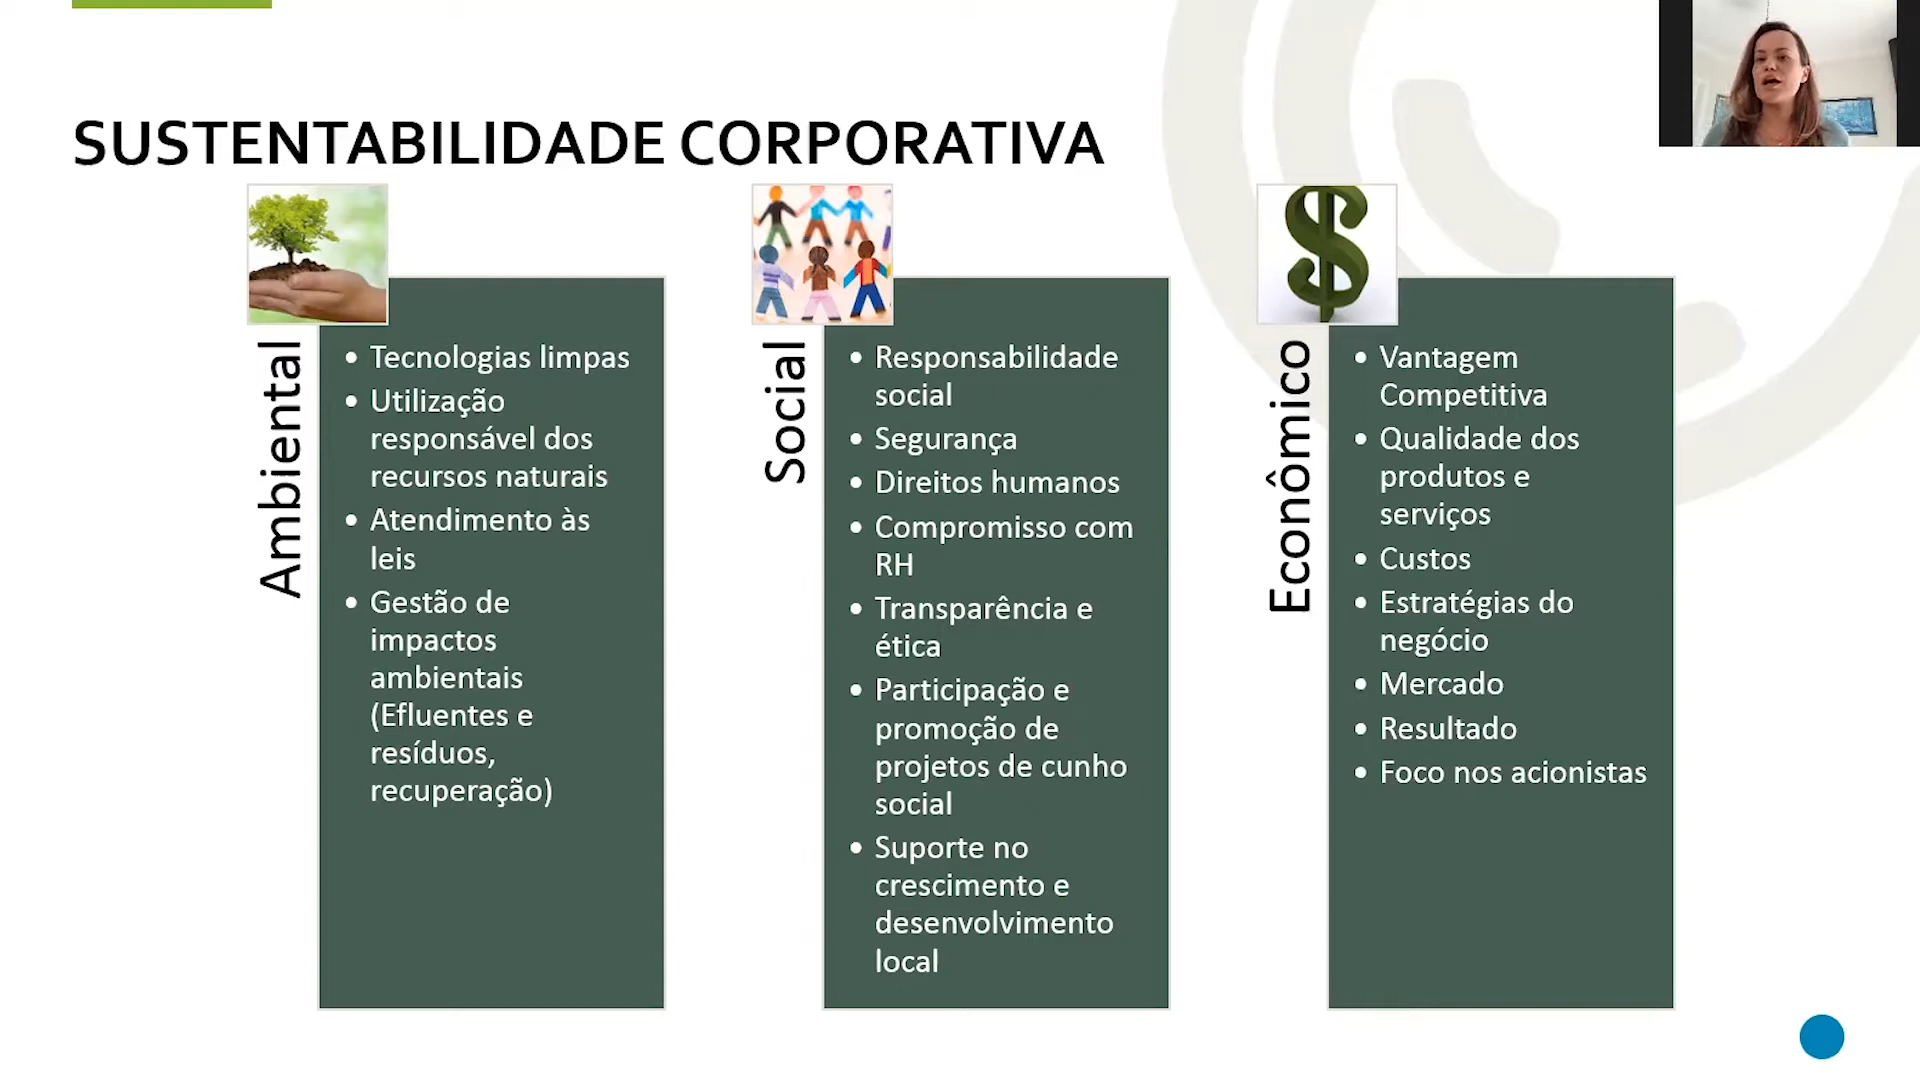 SUSTENTABILIDADE CORPORATIVA
Ambiental
• Tecnologias limpas
• Utilização
responsável dos
recursos naturais
• Atendimento às
leis
• Gestão de
impactos
ambientais
(Efluentes e
resíduos,
recuperação)
Social
• Responsabilidade
social
• Segurança
• Direitos humanos
• Compromisso com
RH
• Transparência e
ética
• Participação e
promoção de
projetos de cunho
social
• Suporte no
crescimento e
desenvolvimento
local
Econômico
• Vantagem
Competitiva
• Qualidade dos
produtos e
serviços
• Custos
• Estratégias do
negócio
• Mercado
• Resultado
• Foco nos acionistas